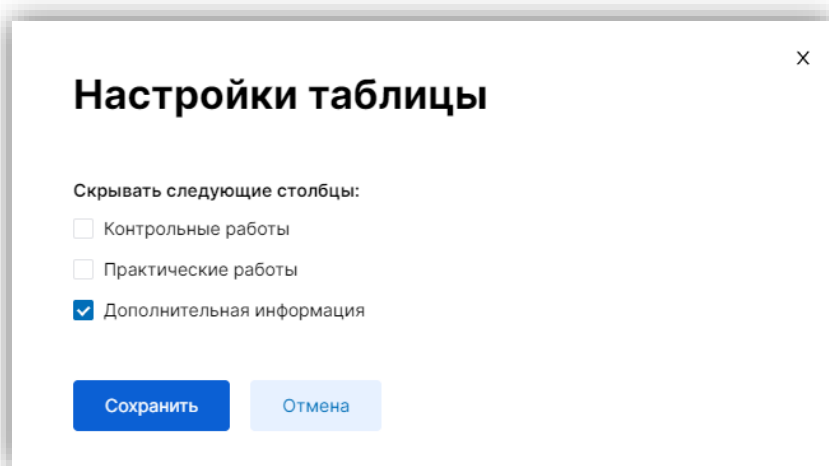 X
Настройки таблицы
Скрывать следующие столбцы:
Контрольные работы
Практические работы
Дополнительная информация
Сохранить
Отмена